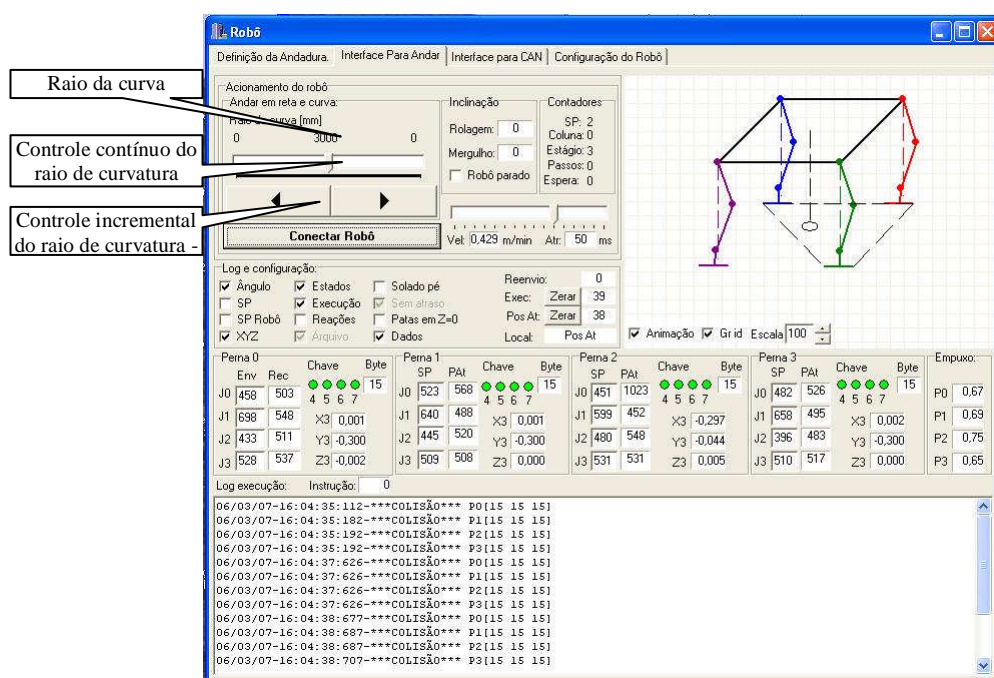 Robô
Definição da Andadura. Interface Para Andar Interface para CAN Configuração do Robô
Raio da curva
Controle contínuo do
raio de curvatura
Controle incremental
do raio de curvatura -
Acionamento do robô
Andar em reta e curva:
curva [mm]
0 3000 0
Conectar Robô
Inclinação
Rolagem: 0
Mergulho: 0
Robô parado
Contadores
SP: 2
Coluna: 0
Estágio: 3
Passos: 0
Espera: 0
Vel: 0,429 m/min Atr: 50 ms
Log e configuração:
Ângulo Estados Solado pé
SP Execução Sem atraso
SP Robô Reações Patas em Z=0
XYZ Arquivo Dados
Reenvio: 0
Exec: Zerar 39
Pos At: Zerar 38
Local: Pos At
Animação Grid Escala 100
Perna 0
Env Rec Chave Byte
J0 458 503 4 5 6 7 15
J1 698 548 X3 0,001
J2 433 511 Y3 -0,300
J3 528 537 Z3 -0,002
Perna 1
SP PAt Chave Byte
J0 523 568 4 5 6 7 15
J1 640 488 X3 0,001
J2 445 520 Y3 -0,300
J3 509 508 Z3 0,000
Perna 2
SP PAt Chave Byte
J0 451 1023 4 5 6 7 15
J1 599 452 X3 -0,297
J2 480 548 Y3 -0,044
J3 531 531 Z3 0,005
Perna 3
SP PAt Chave Byte
J0 482 526 4 5 6 7 15
J1 658 495 X3 0,002
J2 396 483 Y3 -0,300
J3 510 517 Z3 0,000
Empuxo:
P0 0,67
P1 0,69
P2 0,75
P3 0,65
Log execução: Instrução: 0
06/03/07-16:04:35:112-***COLISÃO*** P0[15 15 15]
06/03/07-16:04:35:182-***COLISÃO*** P1[15 15 15]
06/03/07-16:04:35:192-***COLISÃO*** P2[15 15 15]
06/03/07-16:04:35:192-***COLISÃO*** P3[15 15 15]
06/03/07-16:04:37:626-***COLISÃO*** P0[15 15 15]
06/03/07-16:04:37:626-***COLISÃO*** P1[15 15 15]
06/03/07-16:04:37:626-***COLISÃO*** P2[15 15 15]
06/03/07-16:04:37:626-***COLISÃO*** P3[15 15 15]
06/03/07-16:04:38:677-***COLISÃO*** P0[15 15 15]
06/03/07-16:04:38:687-***COLISÃO*** P1[15 15 15]
06/03/07-16:04:38:687-***COLISÃO*** P2[15 15 15]
06/03/07-16:04:38:707-***COLISÃO*** P3[15 15 15]